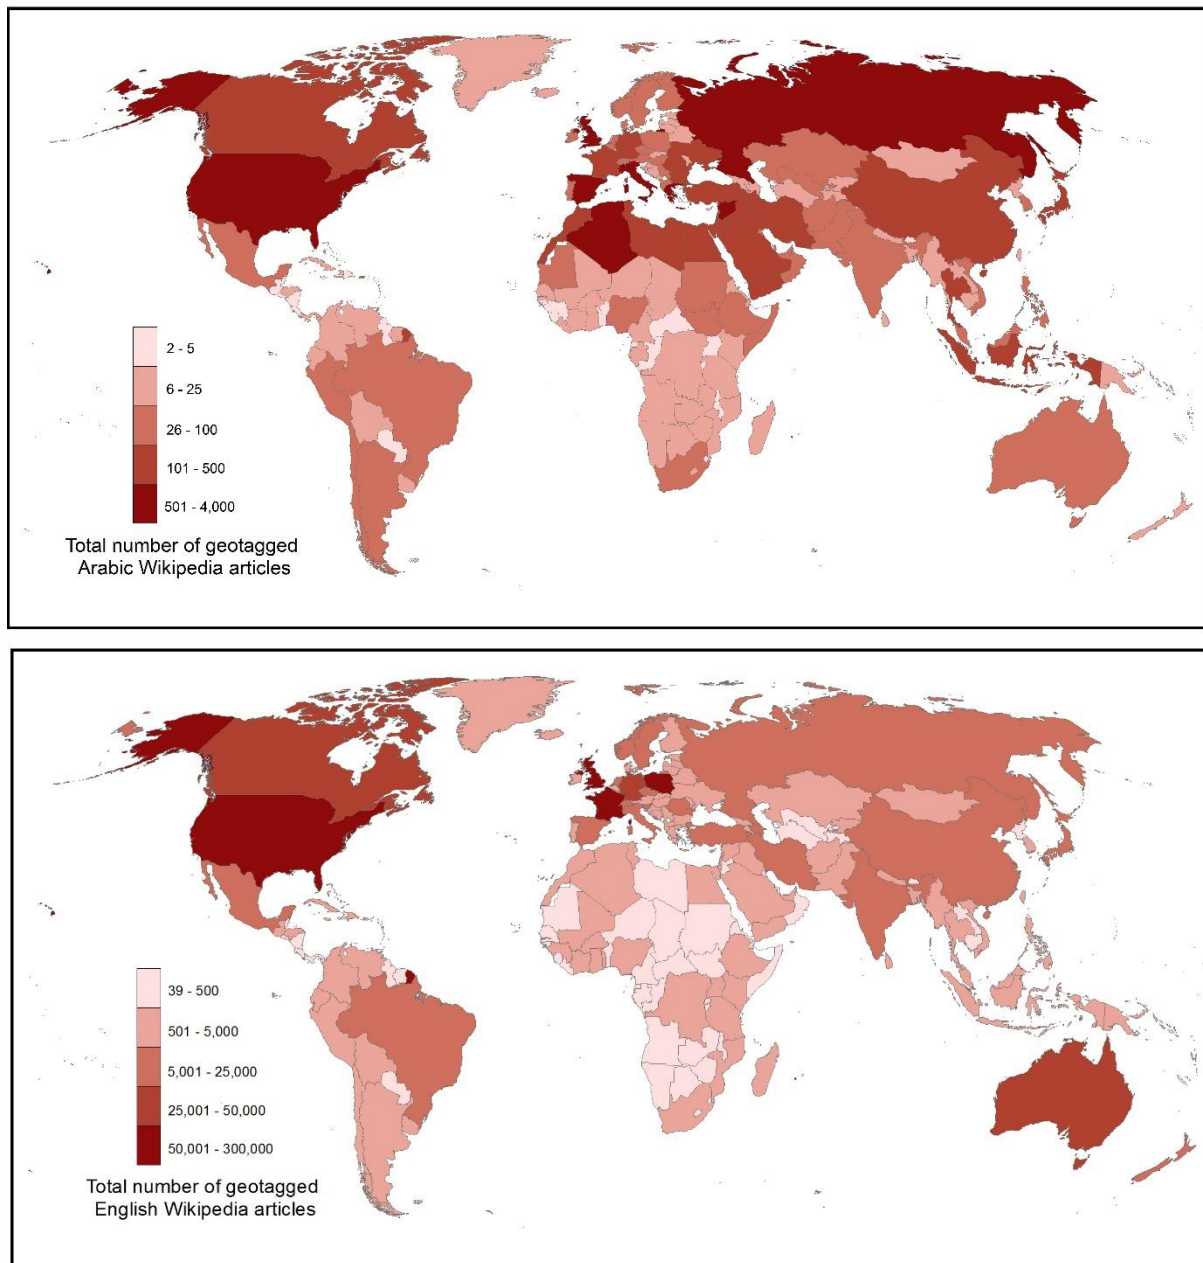 2 - 5
6 - 25
26 - 100
101 - 500
501 - 4,000
Total number of geotagged
Arabic Wikipedia articles
39 - 500
501 - 5,000
5,001 - 25,000
25,001 - 50,000
50,001 - 300,000
Total number of geotagged
English Wikipedia articles